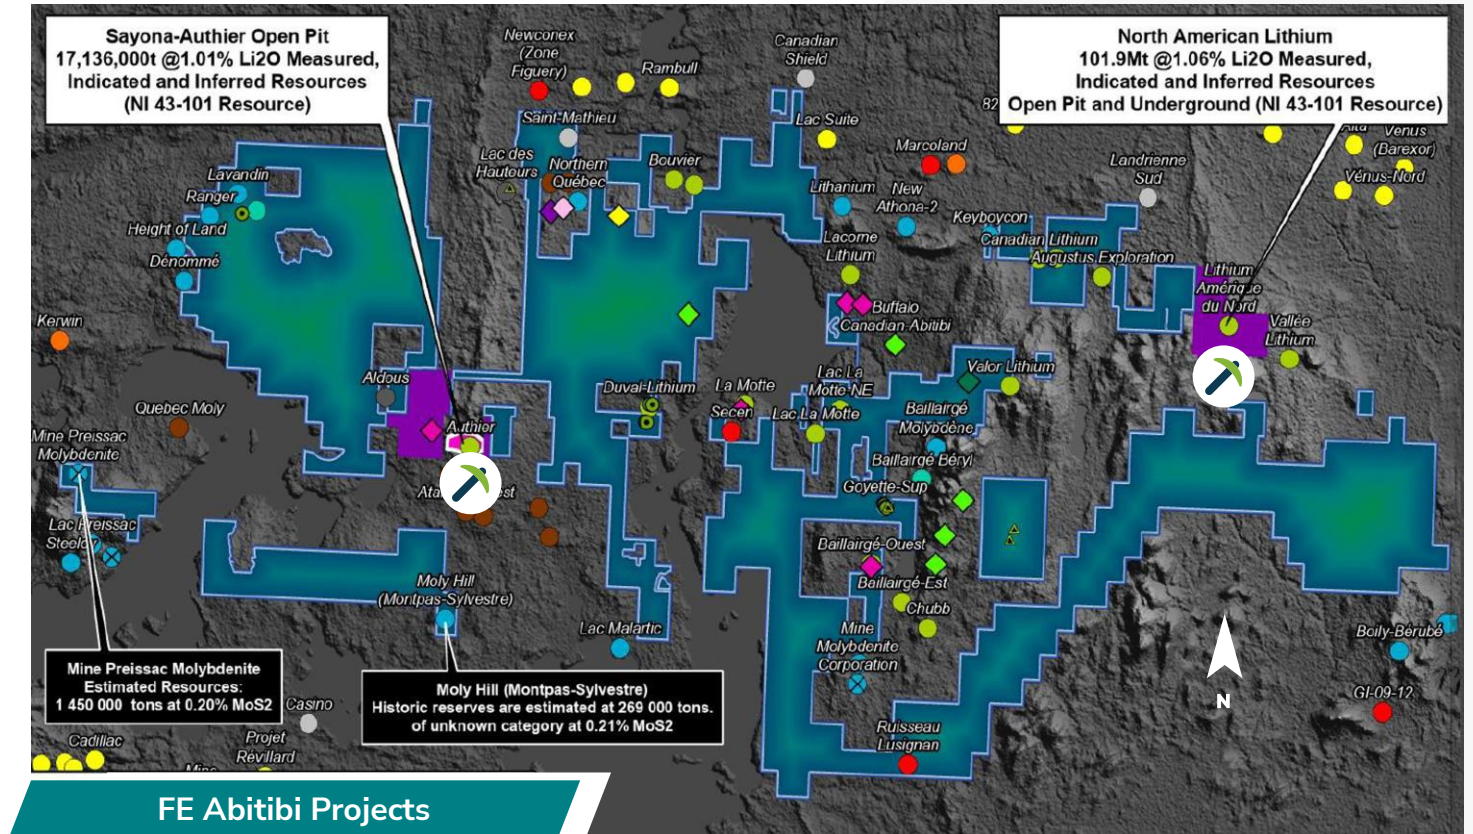 Sayona-Authier Open Pit
17,136,000t @1.01% Li2O Measured,
Indicated and Inferred Resources
(NI 43-101 Resource)
North American Lithium
101.9Mt @1.06% Li2O Measured,
Indicated and Inferred Resources
Open Pit and Underground (NI 43-101 Resource)
Newconex
(Zone
Figuery)
Rambull
Canadian
Shield
82
Saint-Mathieu
Lac Suite
Marcoland
Landrienne
Sud
Venus
(Barexor)
Vénus-Nord
Lac des
Hauteurs
Northern
Québec
Bouvier
Lavandin
Ranger
Height of Land
Dénommé
Lithanium
New
Athona-2
Keyboycon
Lacorne
Lithium
Canadian Lithium
Augustus Exploration
Lithium
Amérique
du Nord
Vallée
Lithium
Buffalo
Canadian-Abitibi
Kerwin
Aldous
Duval-Lithium
La Motte
Secen
Lac La
Motte-NE
Lac La Motte
Valor Lithium
Baillairgé
Molybdène
Quebec Moly
Authier
Mine Preissac
Molybdenite
Baillairgé Béryl
Goyette-Sup
Lac Preissac
Baillairgé-Ouest
Baillairgé-Est
Chubb
Moly Hill
(Montpas-Sylvestre)
Lac Malartic
Mine
Molybdenite
Corporation
Boily-Bérubé
N
GI-09-12
Mine Preissac Molybdenite
Estimated Resources:
1 450 000 tons at 0.20% MoS2
Moly Hill (Montpas-Sylvestre)
Historic reserves are estimated at 269 000 tons.
of unknown category at 0.21% MoS2
Casino
Cadillac
Projet
Révillard
Ruisseau
Lusignan
FE Abitibi Projects